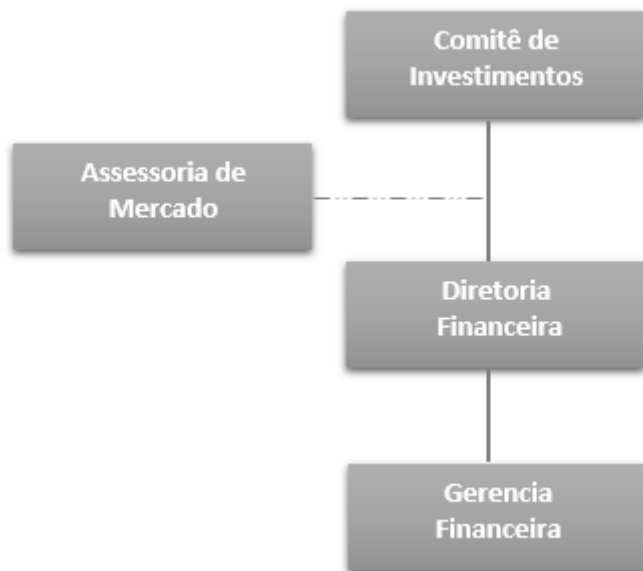 Comitê de
Investimentos
Assessoria de
Mercado
Diretoria
Financeira
Gerencia
Financeira